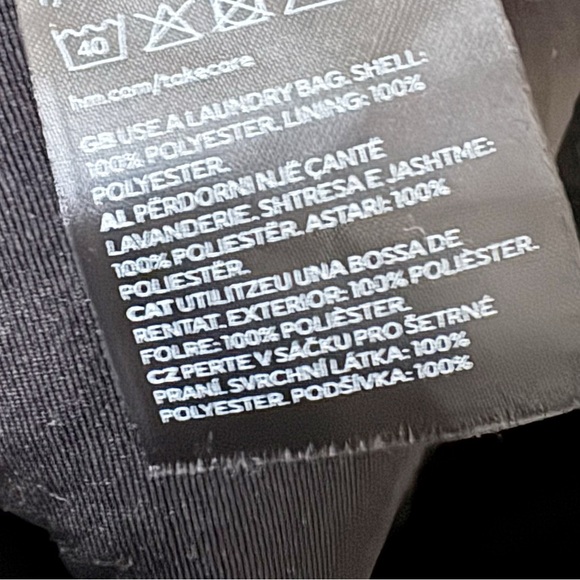 40
hm.com/takecare
GB USE A LAUNDRY BAG. SHELL:
100% POLYESTER. LINING: 100%
POLYESTER.
AL PËRDORNI NJË ÇANTË
LAVANDERIE. SHTRESA E JASHTME:
100% POLIESTËR. ASTARI: 100%
POLIESTËR.
CAT UTILITZEU UNA BOSSA DE
RENTAT. EXTERIOR: 100% POLIÈSTER.
FOLRE: 100% POLIÈSTER.
CZ PERTE V SÁČKU PRO ŠETRNÉ
PRANÍ. SVRCHNÍ LÁTKA: 100%
POLYESTER. PODŠÍVKA: 100%